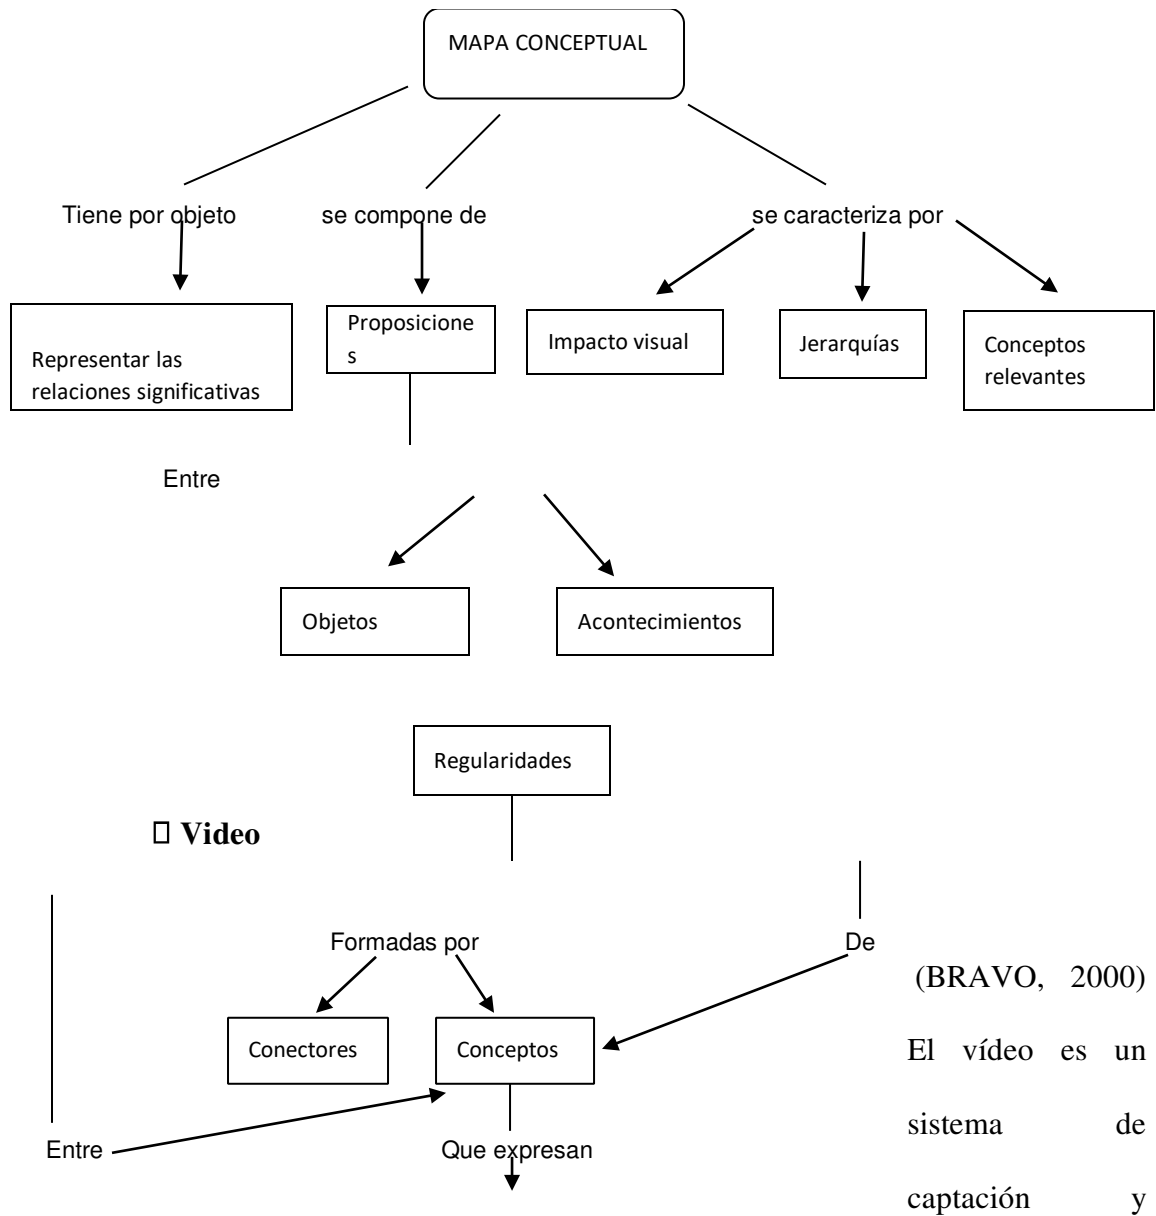 MAPA CONCEPTUAL
Tiene por objeto
se compone de
se caracteriza por
Representar las
relaciones significativas
Proposicione
s
Impacto visual
Jerarquías
Conceptos
relevantes
Entre
Objetos
Acontecimientos
Regularidades
Video
Formadas por
De
(BRAVO, 2000)
El vídeo es un
sistema de
captación y
Conectores
Conceptos
Entre
Que expresan